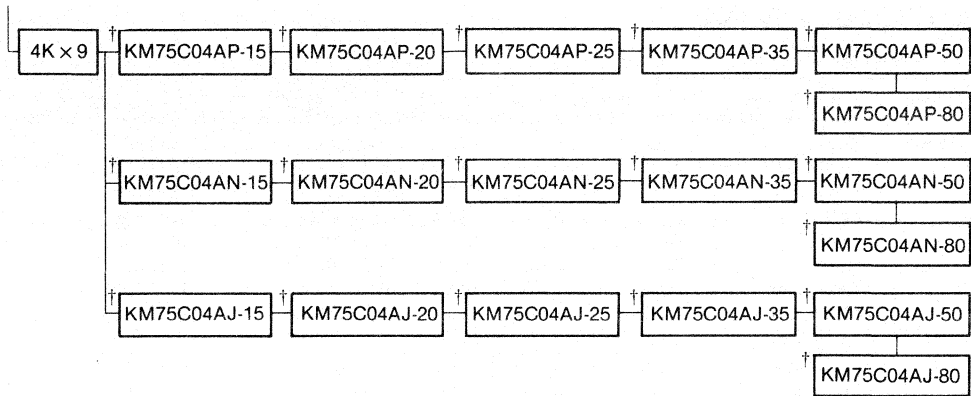 4K × 9 † KM75C04AP-15 † KM75C04AP-20 † KM75C04AP-25 † KM75C04AP-35 † KM75C04AP-50
† KM75C04AP-80
† KM75C04AN-15 † KM75C04AN-20 † KM75C04AN-25 † KM75C04AN-35 † KM75C04AN-50
† KM75C04AN-80
† KM75C04AJ-15 † KM75C04AJ-20 † KM75C04AJ-25 † KM75C04AJ-35 † KM75C04AJ-50
† KM75C04AJ-80